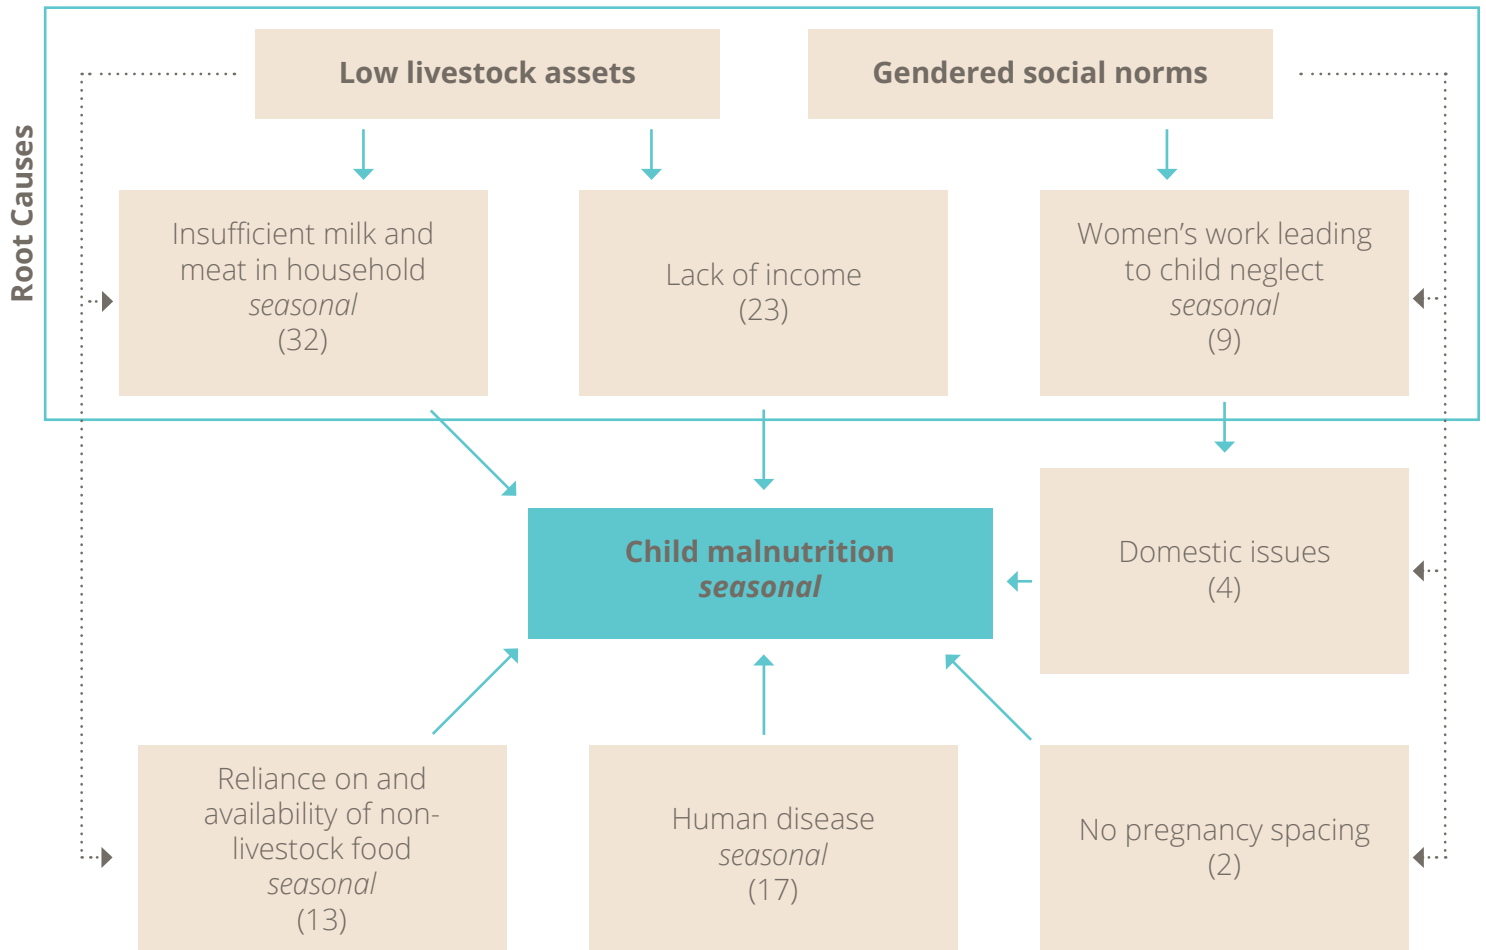 Root Causes
Low livestock assets
Gendered social norms
Insufficient milk and
meat in household
seasonal
(32)
Lack of income
(23)
Women’s work leading
to child neglect
seasonal
(9)
Child malnutrition
seasonal
Domestic issues
(4)
Reliance on and
availability of non-
livestock food
seasonal
(13)
Human disease
seasonal
(17)
No pregnancy spacing
(2)